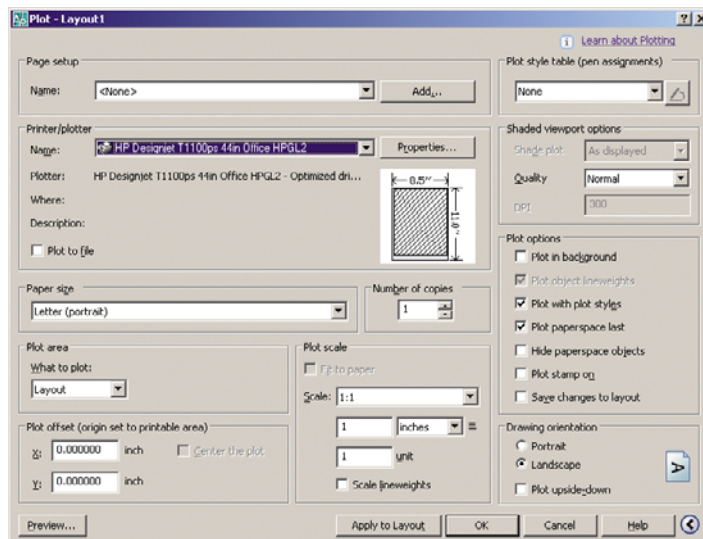 Plot - Layout1
Learn about Plotting
Page setup
Name: <None> Add...
Plot style table (pen assignments)
None
Printer/plotter
Name: HP Designjet T1100ps 44in Office HPGL2 Properties...
Plotter: HP Designjet T1100ps 44in Office HPGL2 - Optimized dri...
Where:
Description:
Plot to file
8.5''
11.0''
Shaded viewport options
Shade plot As displayed
Quality Normal
DPI 300
Paper size
Letter (portrait)
Number of copies
1
Plot options
Plot in background
Plot object lineweights
Plot with plot styles
Plot paperspace last
Hide paperspace objects
Plot stamp on
Save changes to layout
Plot area
What to plot:
Layout
Plot scale
Fit to paper
Scale: 1:1
1 inches =
1 unit
Scale lineweights
Plot offset (origin set to printable area)
X: 0.000000 inch Center the plot
Y: 0.000000 inch
Drawing orientation
Portrait
Landscape
Plot upside-down
A
Preview... Apply to Layout OK Cancel Help